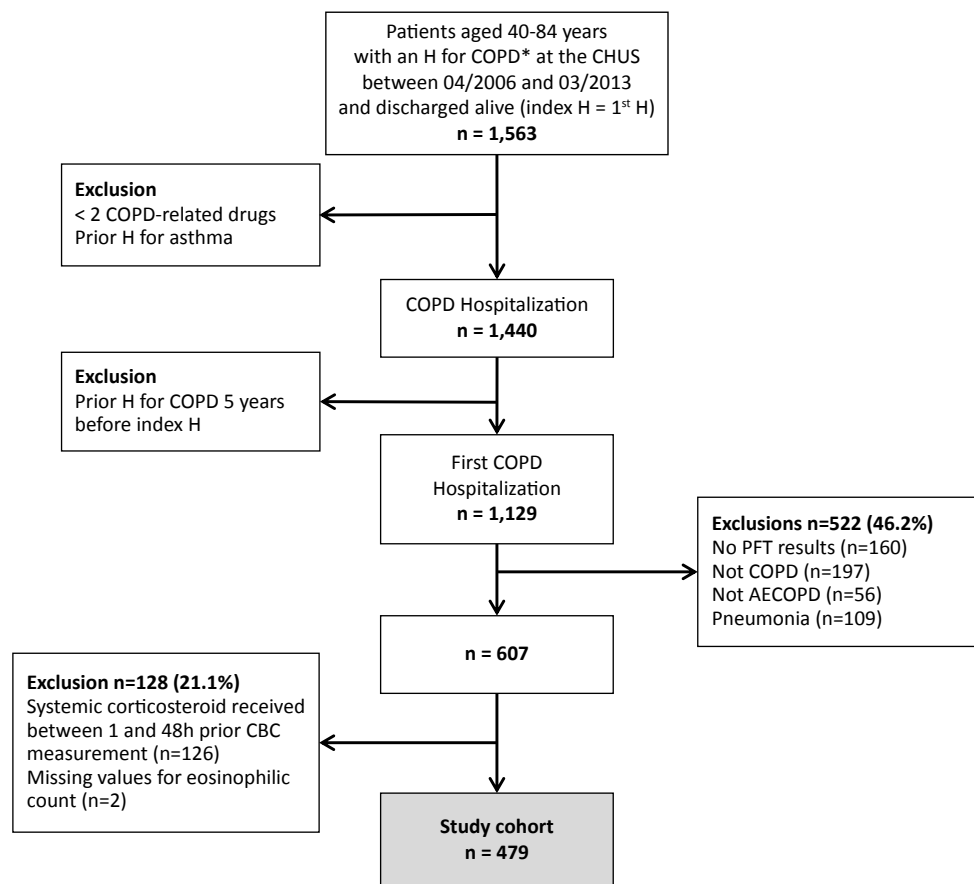 Patients aged 40-84 years
with an H for COPD* at the CHUS
between 04/2006 and 03/2013
and discharged alive (index H = 1st H)
n = 1,563
Exclusion
< 2 COPD-related drugs
Prior H for asthma
COPD Hospitalization
n = 1,440
Exclusion
Prior H for COPD 5 years
before index H
First COPD
Hospitalization
n = 1,129
Exclusions n=522 (46.2%)
No PFT results (n=160)
Not COPD (n=197)
Not AECOPD (n=56)
Pneumonia (n=109)
n = 607
Exclusion n=128 (21.1%)
Systemic corticosteroid received
between 1 and 48h prior CBC
measurement (n=126)
Missing values for eosinophilic
count (n=2)
Study cohort
n = 479